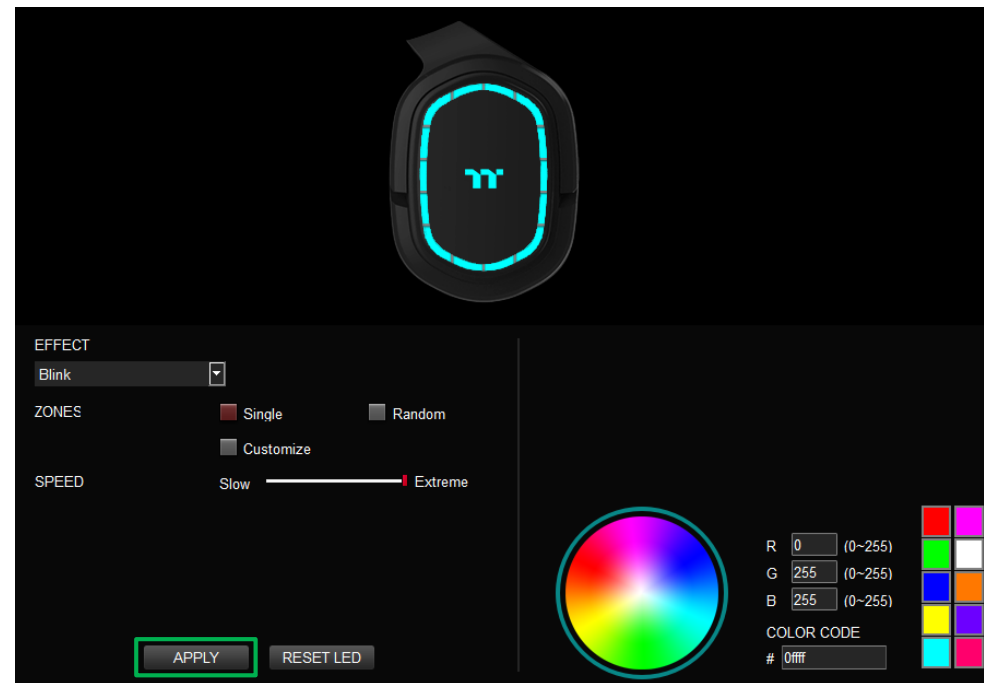 EFFECT
Blink
ZONES
Single
Random
Customize
SPEED
Slow
Extreme
R 0 (0~255)
G 255 (0~255)
B 255 (0~255)
COLOR CODE
# 0ffff
APPLY
RESET LED